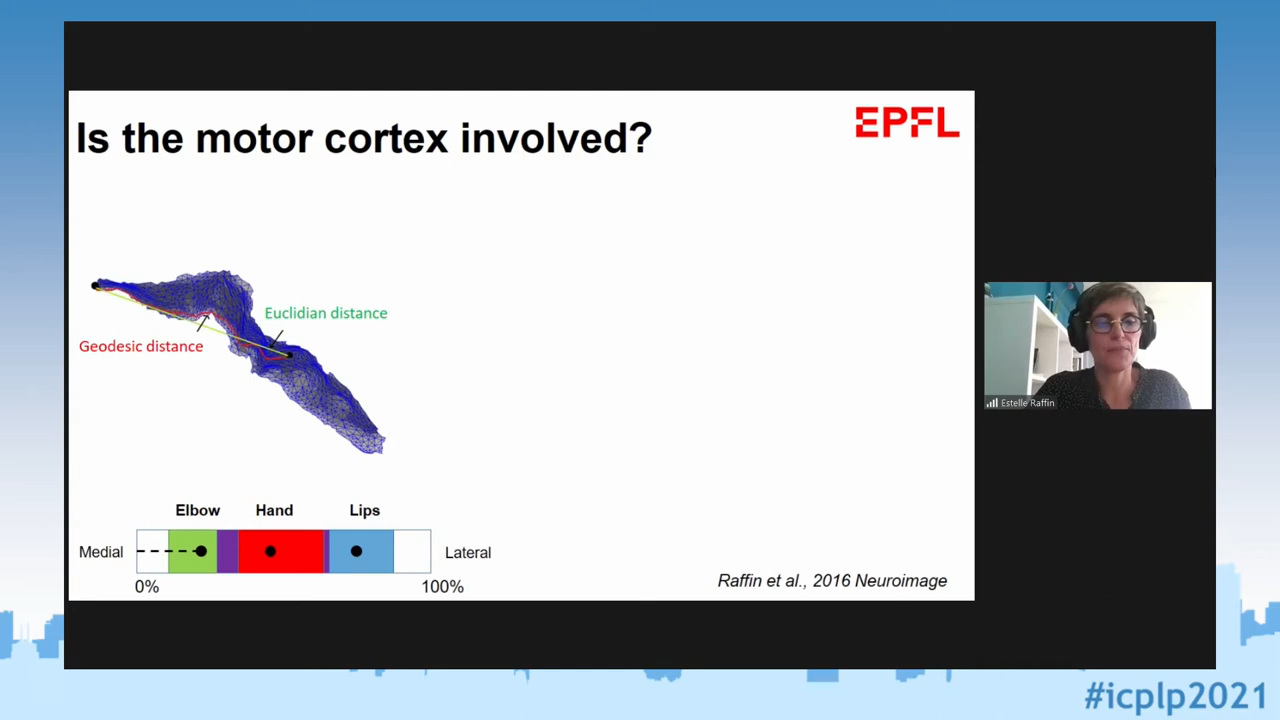 Is the motor cortex involved?
EPFL
Euclidian distance
Geodesic distance
Elbow Hand Lips
Medial Lateral
0% 100%
Raffin et al., 2016 Neuroimage
Estelle Raffin
#icplp2021